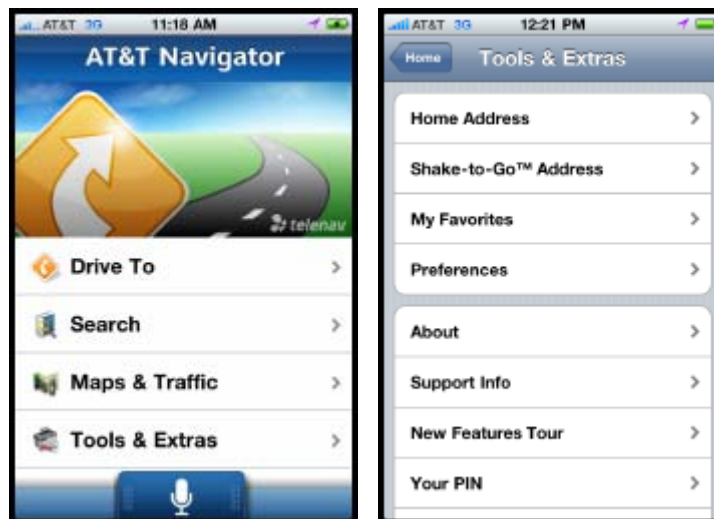 AT&T 3G 11:18 AM
AT&T Navigator
telenav
Drive To
Search
Maps & Traffic
Tools & Extras
AT&T 3G 12:21 PM
Home Tools & Extras
Home Address
Shake-to-Go™ Address
My Favorites
Preferences
About
Support Info
New Features Tour
Your PIN